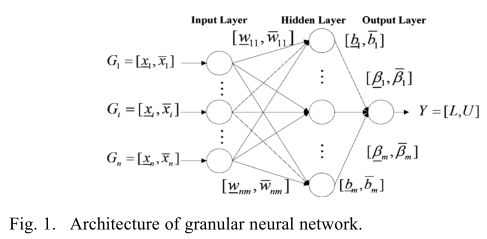 Input Layer Hidden Layer Output Layer
[w̲₁₁, w̅₁₁] [b̲₁, b̅₁]
G₁ = [x̲₁, x̅₁]
[β̲₁, β̅₁]
Gᵢ = [x̲ᵢ, x̅ᵢ] Y = [L,U]
[β̲ₘ, β̅ₘ]
Gₙ = [x̲ₙ, x̅ₙ]
[w̲ₙₘ, w̅ₙₘ] [b̲ₘ, b̅ₘ]
Fig. 1. Architecture of granular neural network.